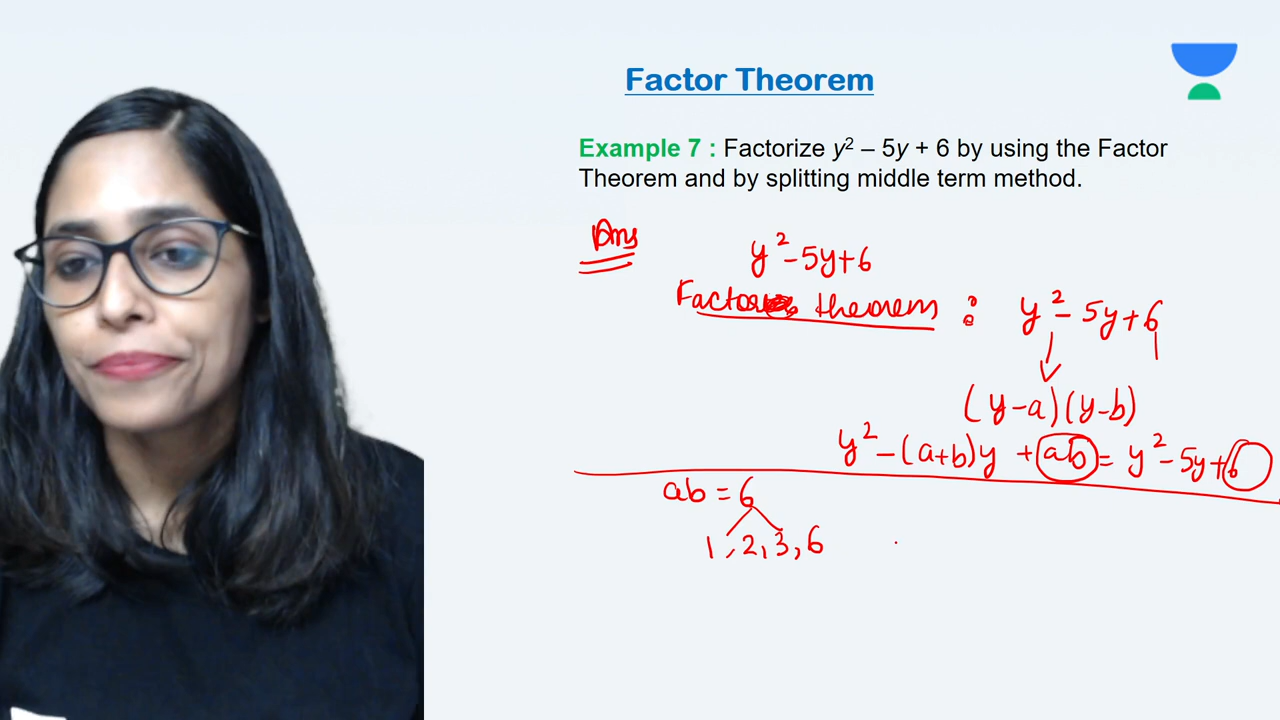 Factor Theorem
Example 7 : Factorize y² – 5y + 6 by using the Factor
Theorem and by splitting middle term method.
Ans
y² - 5y + 6
Factor theorem : y² - 5y + 6
(y-a)(y-b)
y² - (a+b)y + ab = y² - 5y + 6
ab = 6
1, 2, 3, 6